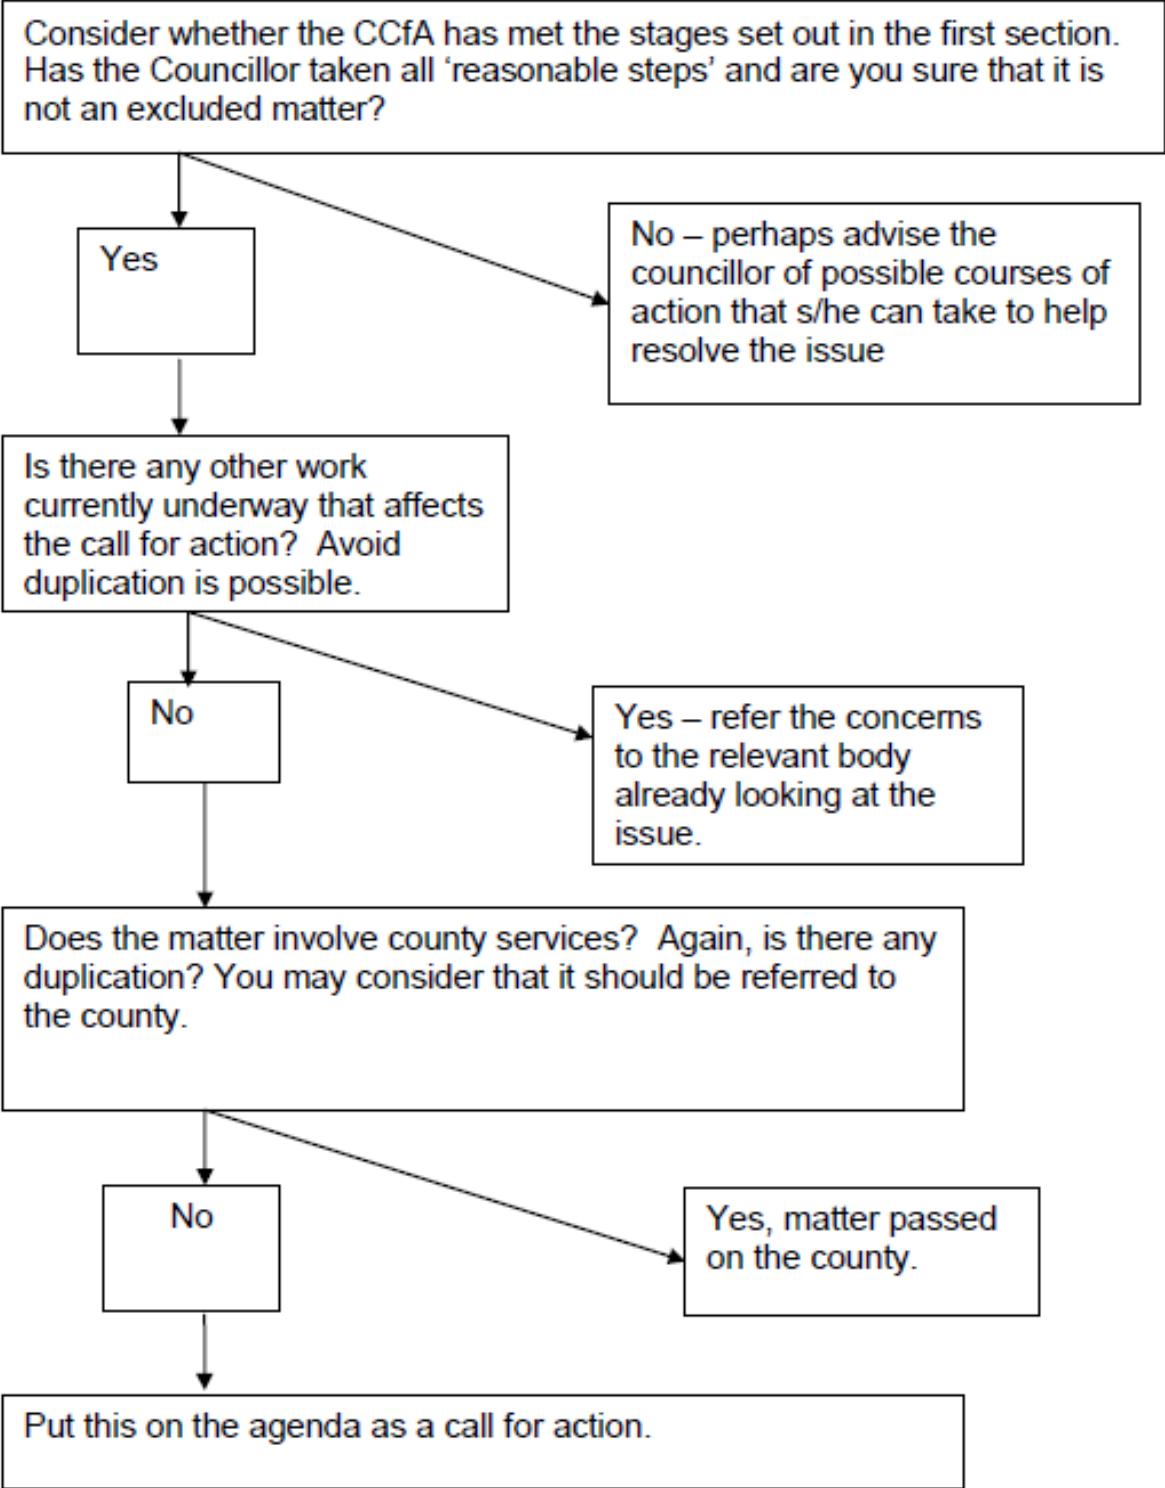 Consider whether the CCfA has met the stages set out in the first section.
Has the Councillor taken all ‘reasonable steps’ and are you sure that it is
not an excluded matter?
Yes
No – perhaps advise the
councillor of possible courses of
action that s/he can take to help
resolve the issue
Is there any other work
currently underway that affects
the call for action?  Avoid
duplication is possible.
No
Yes – refer the concerns
to the relevant body
already looking at the
issue.
Does the matter involve county services?  Again, is there any
duplication? You may consider that it should be referred to
the county.
No
Yes, matter passed
on the county.
Put this on the agenda as a call for action.